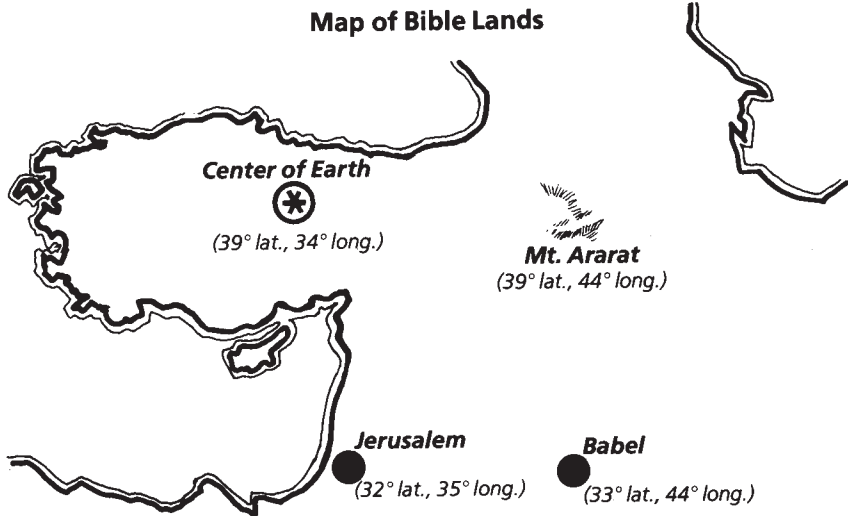 Map of Bible Lands
Center of Earth
(39° lat., 34° long.)
Mt. Ararat
(39° lat., 44° long.)
Jerusalem
(32° lat., 35° long.)
Babel
(33° lat., 44° long.)